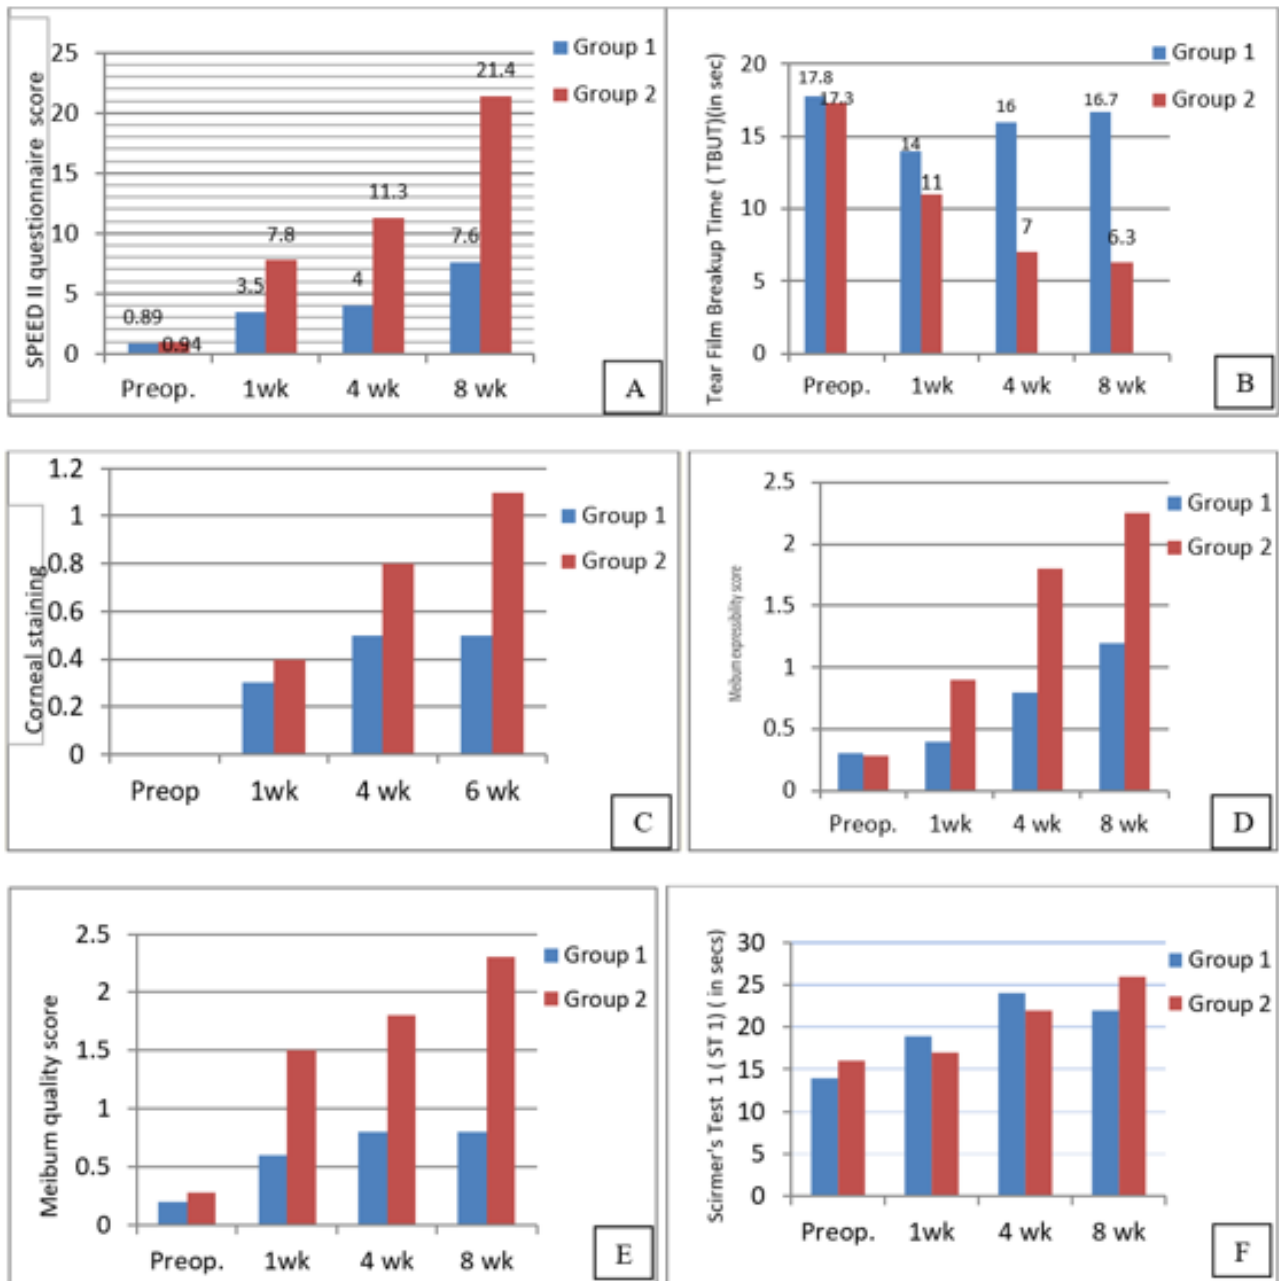 SPEED II questionnaire score
25
20
15
10
5
0
0.89
0.94
3.5
7.8
4
11.3
7.6
21.4
Preop.
1wk
4 wk
8 wk
Group 1
Group 2
A
Tear Film Breakup Time ( TBUT)(in sec)
20
15
10
5
0
17.8
17.3
14
11
16
7
16.7
6.3
Preop.
1wk
4 wk
8 wk
Group 1
Group 2
B
Corneal staining
1.2
1
0.8
0.6
0.4
0.2
0
Preop
1wk
4 wk
6 wk
Group 1
Group 2
C
Meibum expressibility score
2.5
2
1.5
1
0.5
0
Preop.
1wk
4 wk
8 wk
Group 1
Group 2
D
Meibum quality score
2.5
2
1.5
1
0.5
0
Preop.
1wk
4 wk
8 wk
Group 1
Group 2
E
Scirmer's Test 1 ( ST 1) ( in secs)
30
25
20
15
10
5
0
Preop.
1wk
4 wk
8 wk
Group 1
Group 2
F